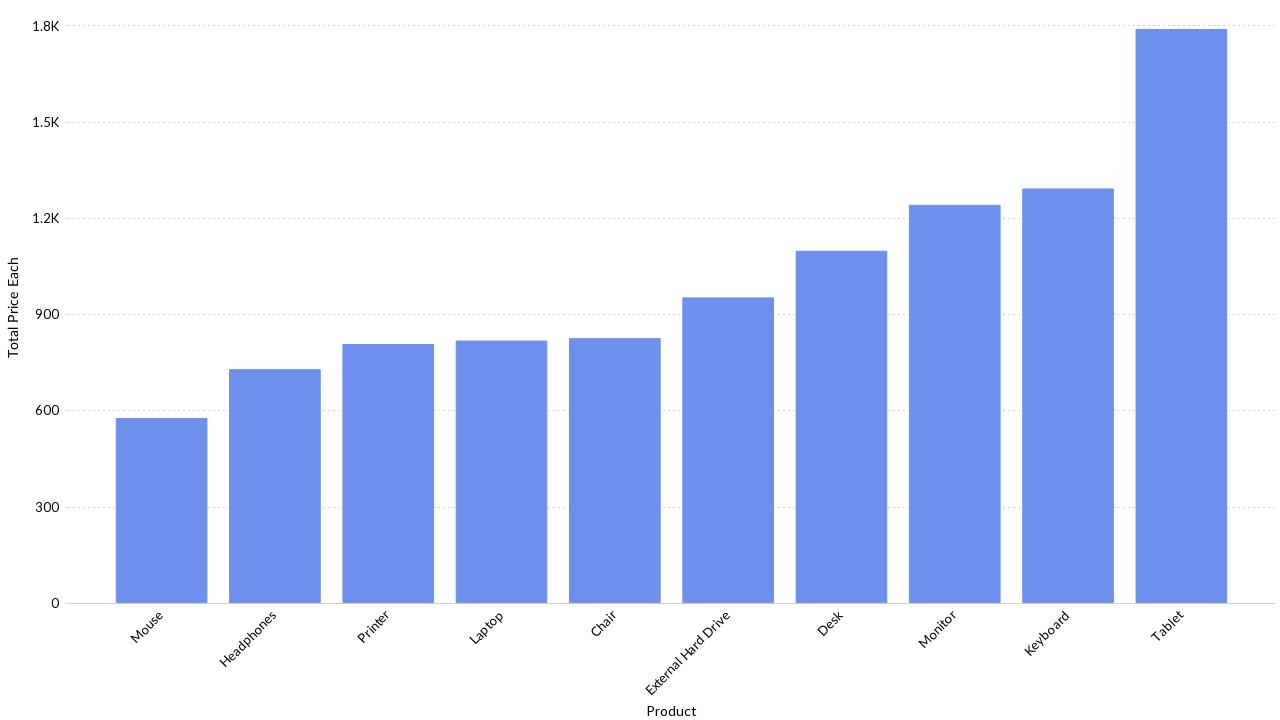 1.8K
1.5K
1.2K
900
600
300
0
Total Price Each
Mouse
Headphones
Printer
Laptop
Chair
External Hard Drive
Desk
Monitor
Keyboard
Tablet
Product